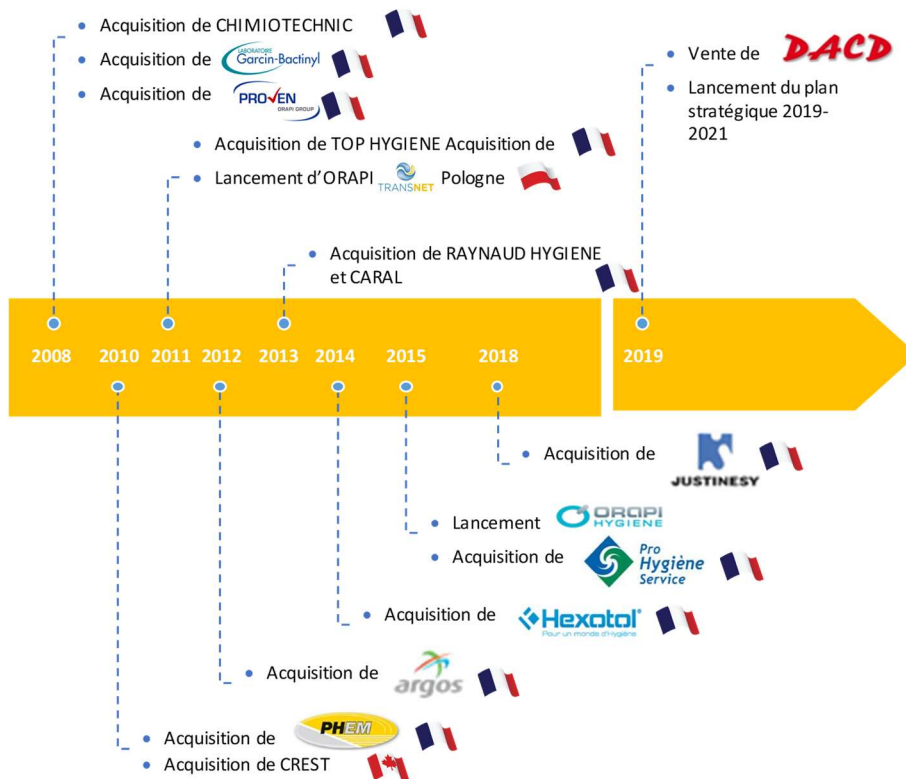 Acquisition de CHIMIOTECHNIC
Acquisition de LABORATOIRE Garcin-Bactinyl
Acquisition de PROVEN ORAPI GROUP
Acquisition de TOP HYGIENE Acquisition de
Lancement d'ORAPI TRANSNET Pologne
Acquisition de RAYNAUD HYGIENE
et CARAL
Vente de DACD
Lancement du plan
stratégique 2019-
2021
2008 2010 2011 2012 2013 2014 2015 2018 2019
Acquisition de JUSTINESY
Lancement ORAPI HYGIENE
Acquisition de Pro Hygiène Service
Acquisition de Hexotol® Pour un monde d'Hygiène
Acquisition de argos
Acquisition de PHEM
Acquisition de CREST